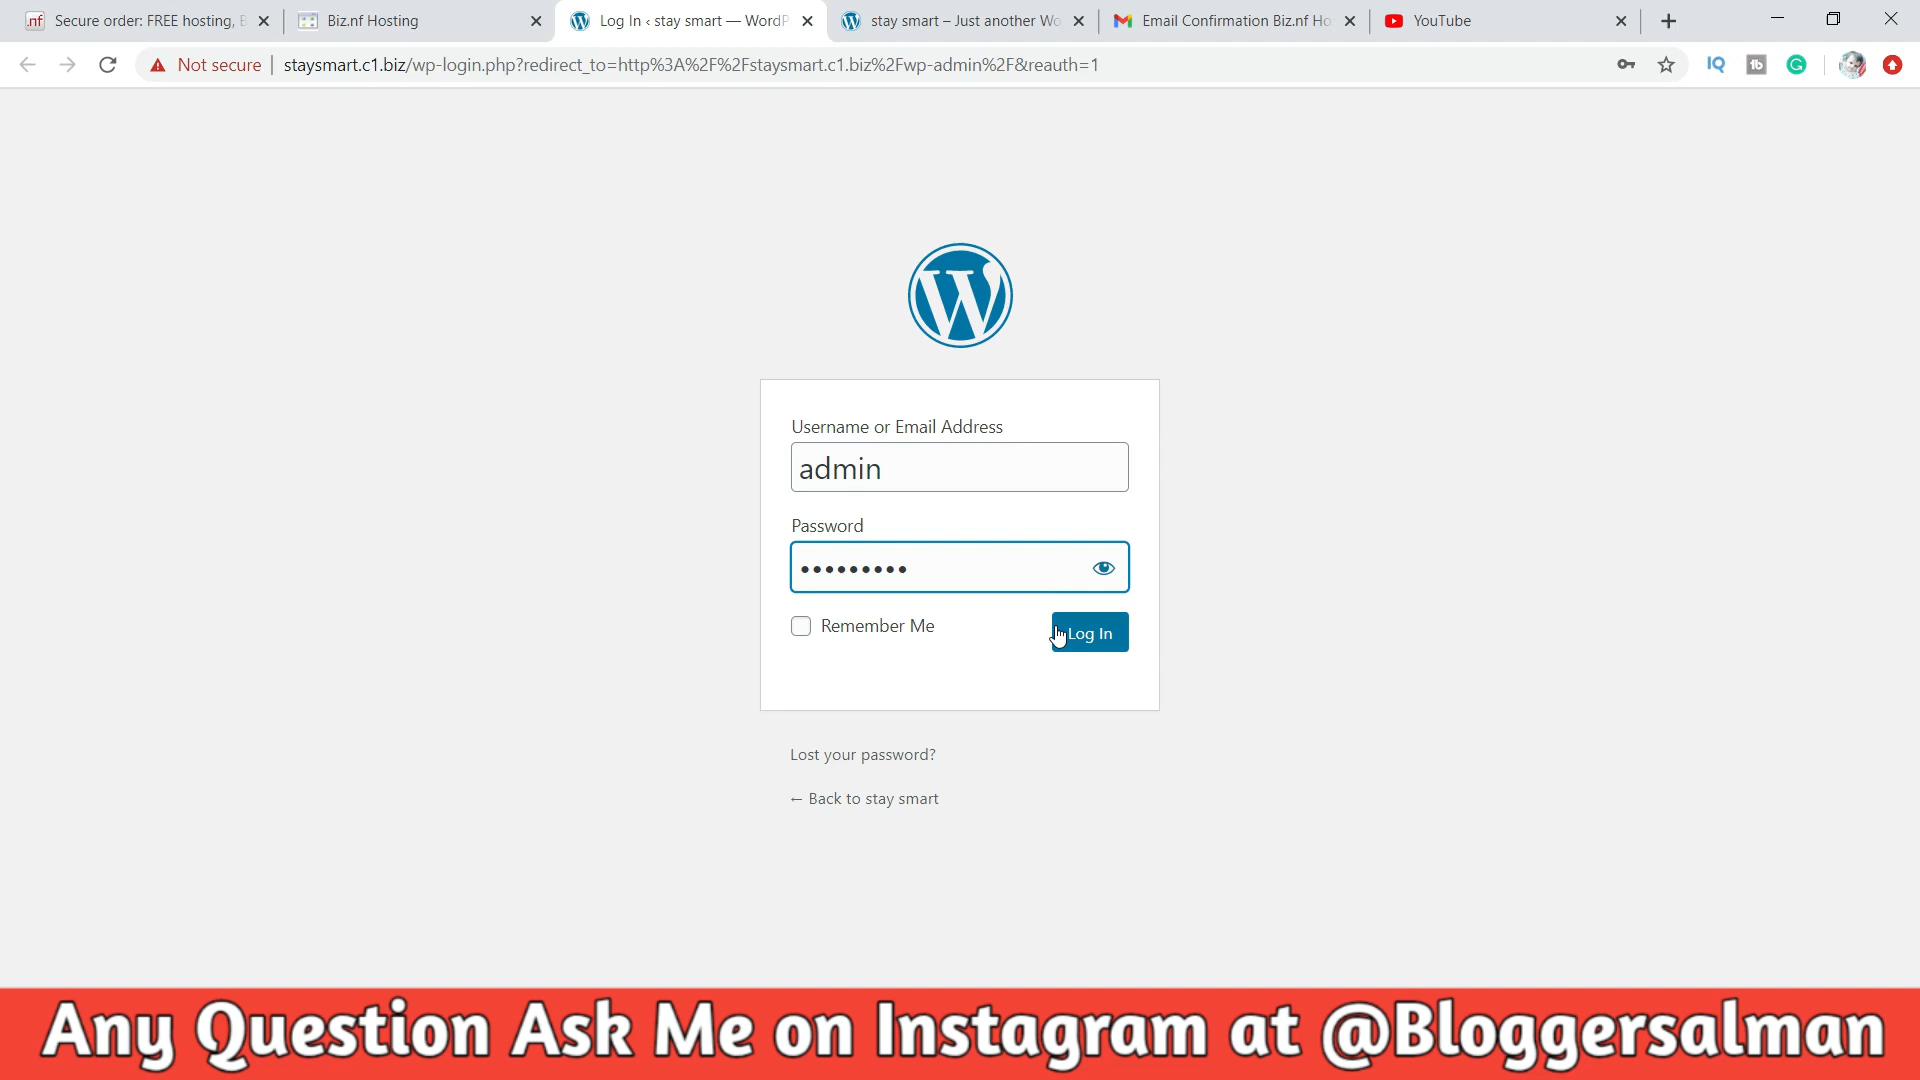 .nf Secure order: FREE hosting,
Biz.nf Hosting
Log In ‹ stay smart — WordP
stay smart – Just another Wo
Email Confirmation Biz.nf Ho
YouTube
Not secure
staysmart.c1.biz/wp-login.php?redirect_to=http%3A%2F%2Fstaysmart.c1.biz%2Fwp-admin%2F&reauth=1
IQ
tb
G
W
Username or Email Address
admin
Password
•••••••••
Remember Me
Log In
Lost your password?
← Back to stay smart
Any Question Ask Me on Instagram at @Bloggersalman